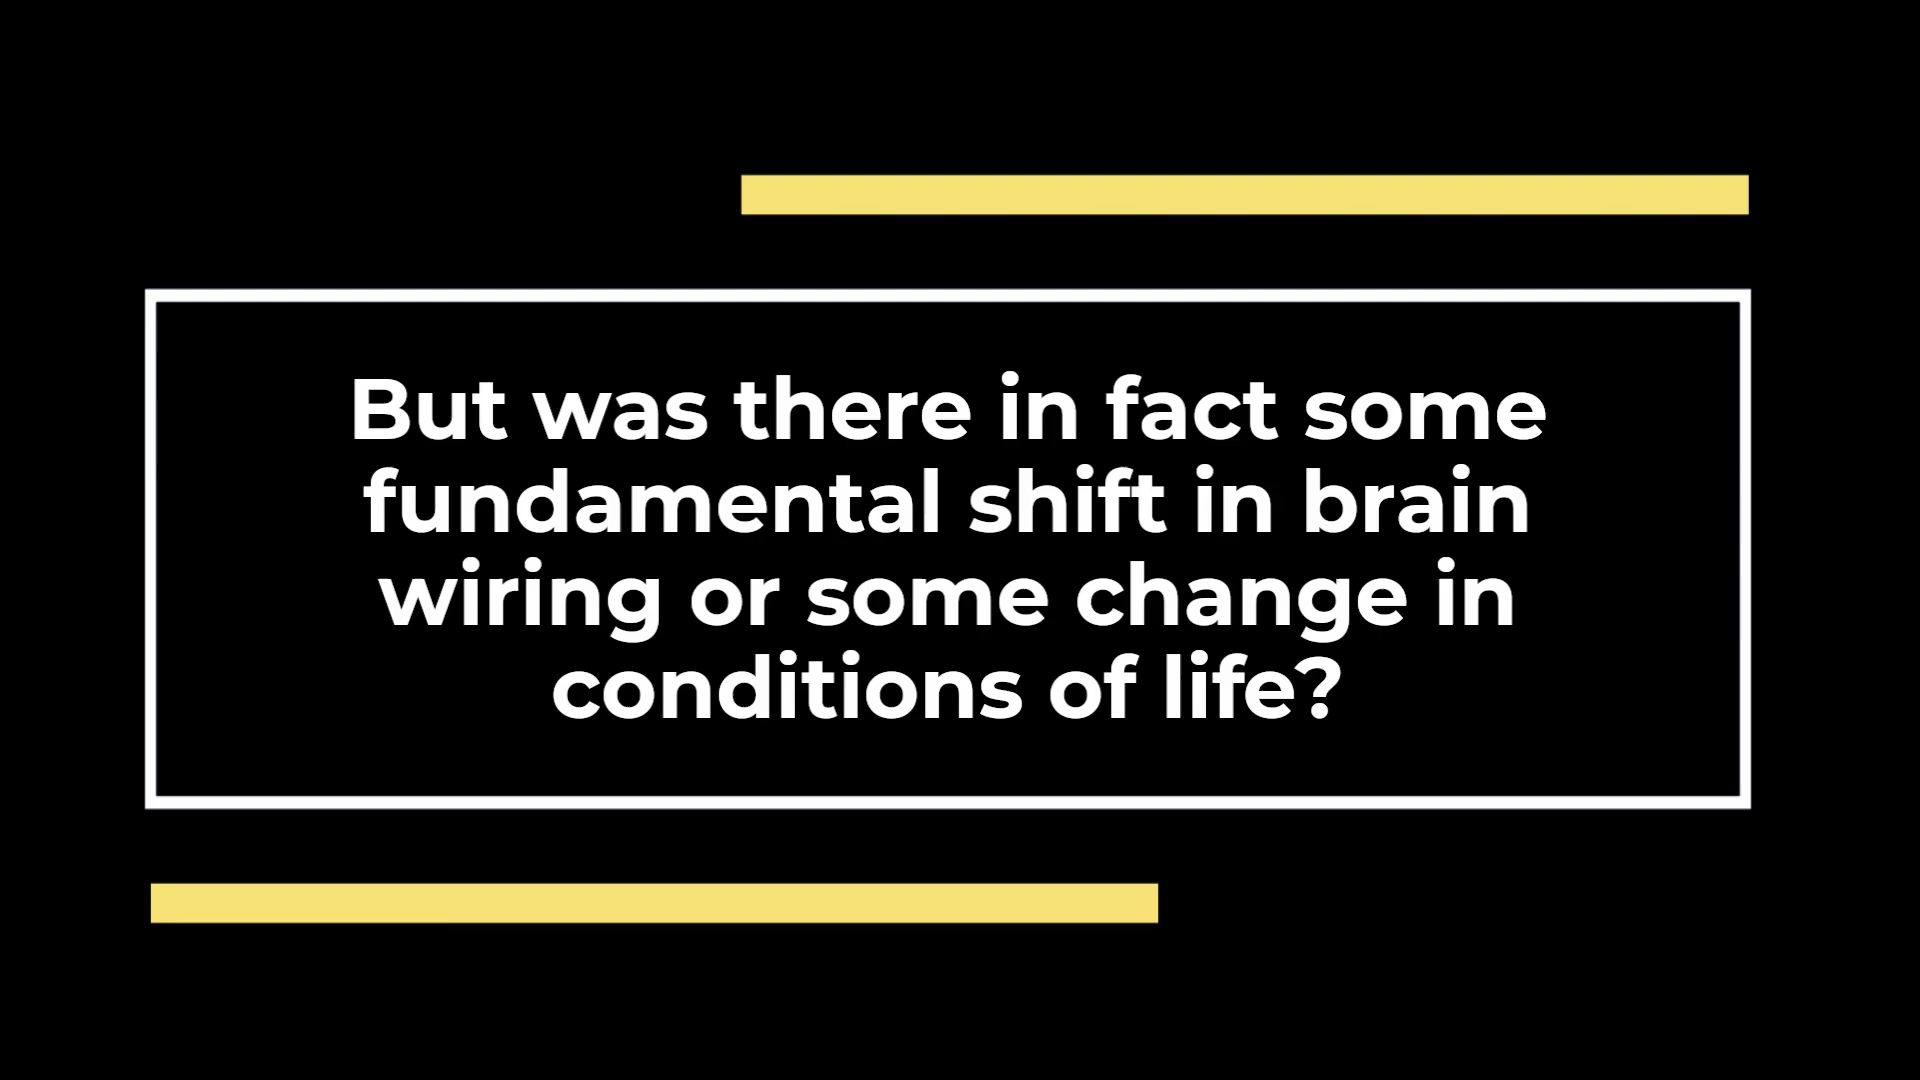 But was there in fact some
fundamental shift in brain
wiring or some change in
conditions of life?